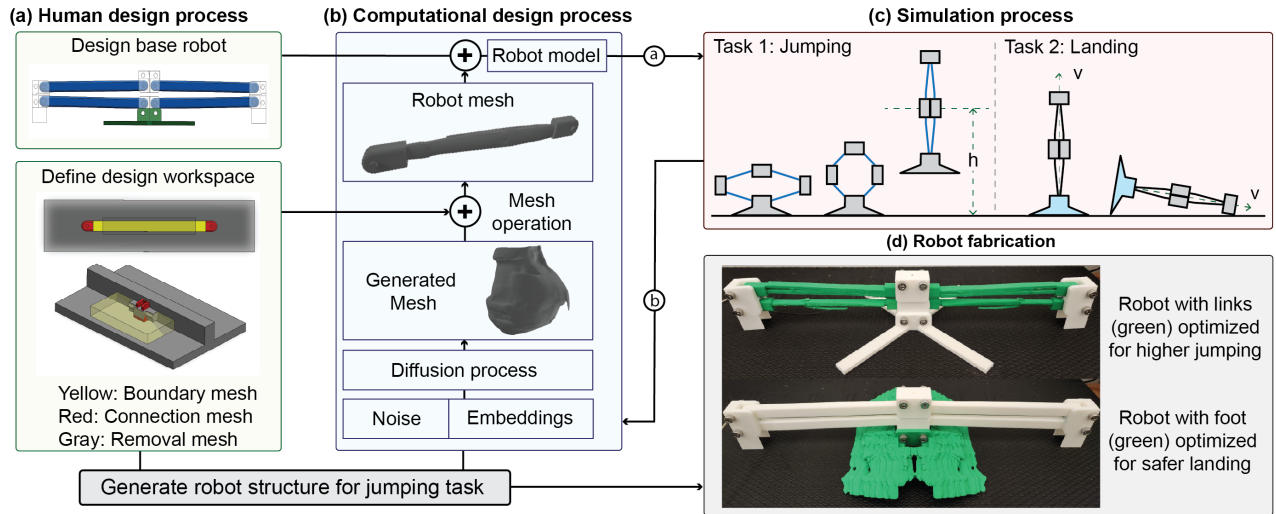 (a) Human design process
Design base robot
Define design workspace
Yellow: Boundary mesh
Red: Connection mesh
Gray: Removal mesh
(b) Computational design process
Robot model
Robot mesh
Mesh
operation
Generated
Mesh
Diffusion process
Noise
Embeddings
Generate robot structure for jumping task
a
b
(c) Simulation process
Task 1: Jumping
h
Task 2: Landing
v
v
(d) Robot fabrication
Robot with links
(green) optimized
for higher jumping
Robot with foot
(green) optimized
for safer landing